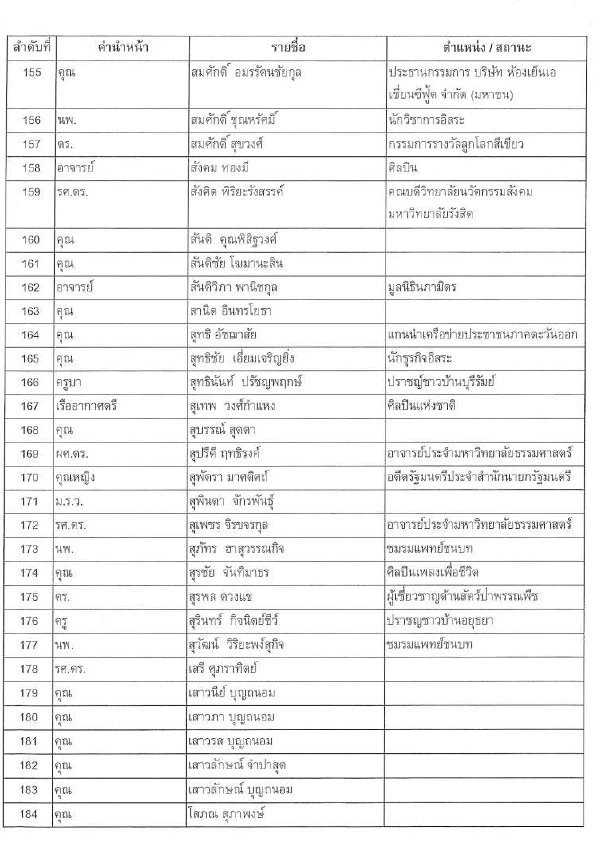 ลำดับที่ คำนำหน้า รายชื่อ ตำแหน่ง / สถานะ
155 คุณ สมศักดิ์ อมรรัตนชัยกุล ประธานกรรมการ บริษัท ห้องเย็นเอ
เชี่ยนซีฟู้ด จำกัด (มหาชน)
156 นพ. สมศักดิ์ ชุณหรัศมิ์ นักวิชาการอิสระ
157 ดร. สมศักดิ์ สุขวงศ์ กรรมการรางวัลลูกโลกสีเขียว
158 อาจารย์ สังคม ทองมี ศิลปิน
159 รศ.ดร. สังศิต พิริยะรังสรรค์ คณบดีวิทยาลัยนวัตกรรมสังคม
มหาวิทยาลัยรังสิต
160 คุณ สันติ คุณพิสิฐวงศ์
161 คุณ สันติชัย โฆมานะสิน
162 อาจารย์ สันติวิภา พานิชกุล มูลนิธินภามิตร
163 คุณ สานิต อินทรโยธา
164 คุณ สุทธิ อัชฌาสัย แกนนำเครือข่ายประชาชนภาคตะวันออก
165 คุณ สุทธิชัย เอี่ยมเจริญยิ่ง นักธุรกิจอิสระ
166 ครูบา สุทธินันท์ ปรัชญพฤกษ์ ปราชญ์ชาวบ้านบุรีรัมย์
167 เรืออากาศตรี สุเทพ วงศ์กำแหง ศิลปินแห่งชาติ
168 คุณ สุบรรณ์ สุดตา
169 ผศ.ดร. สุปรีดี ฤทธิรงค์ อาจารย์ประจำมหาวิทยาลัยธรรมศาสตร์
170 คุณหญิง สุพัตรา มาศดิตถ์ อดีตรัฐมนตรีประจำสำนักนายกรัฐมนตรี
171 ม.ร.ว. สุพินดา จักรพันธุ์
172 รศ.ดร. สุเพชร จิรขจรกุล อาจารย์ประจำมหาวิทยาลัยธรรมศาสตร์
173 นพ. สุภัทร ฮาสุวรรณกิจ ชมรมแพทย์ชนบท
174 คุณ สุรชัย จันทิมาธร ศิลปินเพลงเพื่อชีวิต
175 ดร. สุรพล ดวงแข ผู้เชี่ยวชาญด้านสัตว์ป่าพรรณพืช
176 ครู สุรินทร์ กิจนิตย์ชีว์ ปราชญชาวบ้านอยุธยา
177 นพ. สุวัฒน์ วิริยะพงษ์สุกิจ ชมรมแพทย์ชนบท
178 รศ.ดร. เสรี ศุภราทิตย์
179 คุณ เสาวนีย์ บุญถนอม
180 คุณ เสาวภา บุญถนอม
181 คุณ เสาวรส บุญถนอม
182 คุณ เสาวลักษณ์ จำปาสุต
183 คุณ เสาวลักษณ์ บุญถนอม
184 คุณ โสภณ สุภาพงษ์